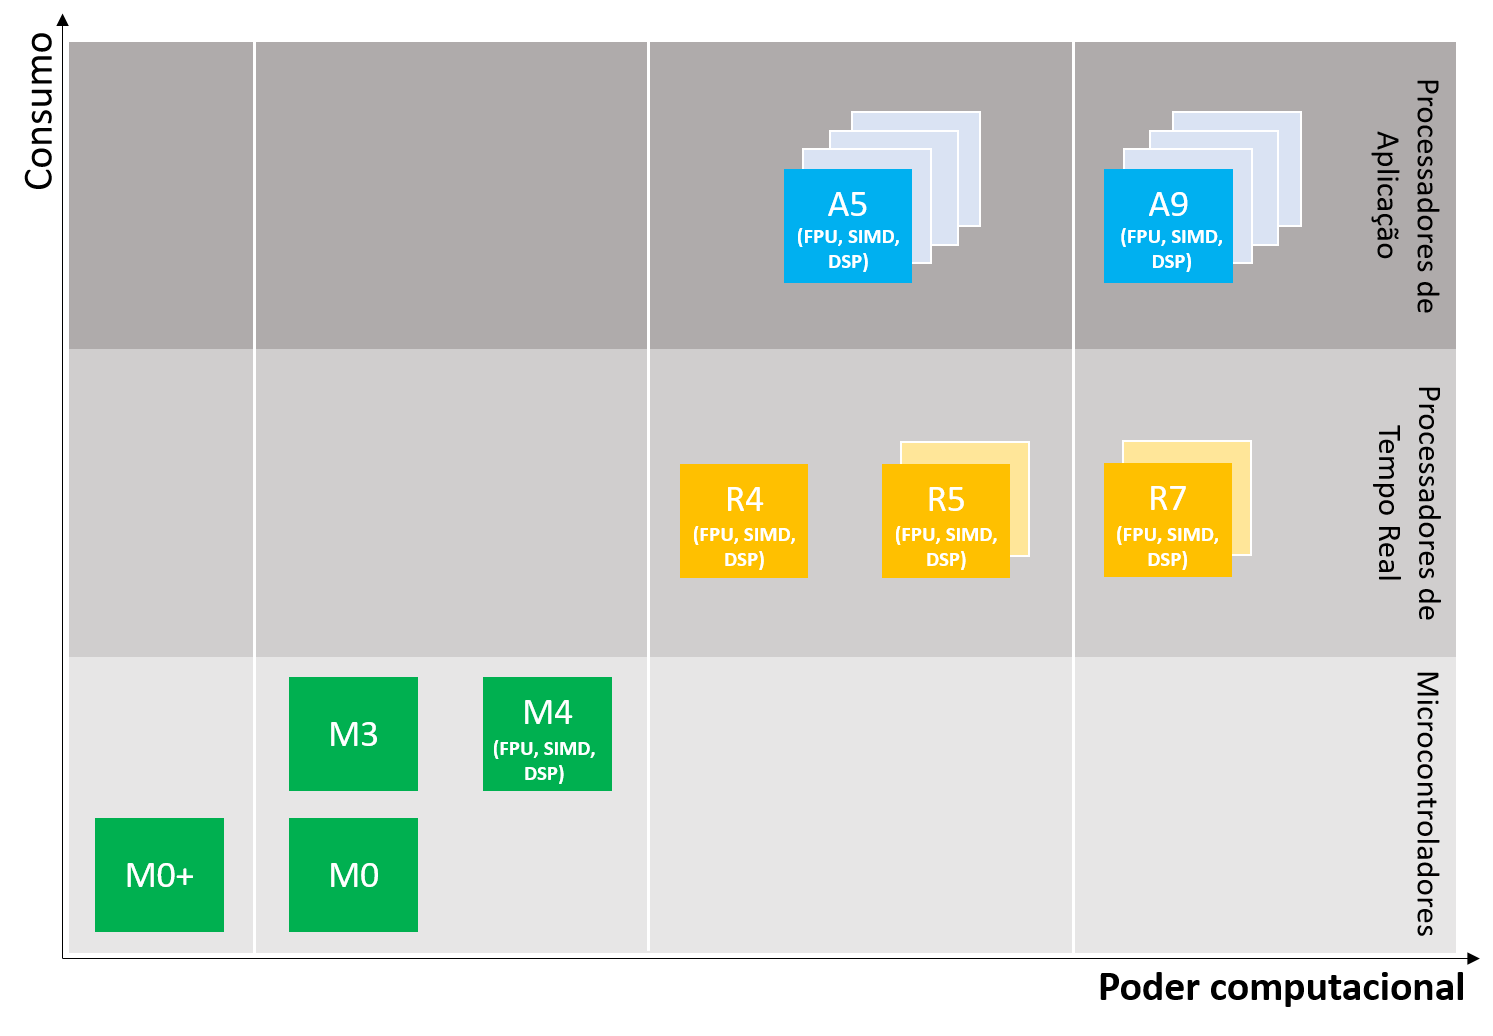 Consumo
A5
(FPU, SIMD,
DSP)
A9
(FPU, SIMD,
DSP)
Processadores de
Aplicação
R4
(FPU, SIMD,
DSP)
R5
(FPU, SIMD,
DSP)
R7
(FPU, SIMD,
DSP)
Processadores de
Tempo Real
M3
M4
(FPU, SIMD,
DSP)
M0+
M0
Microcontroladores
Poder computacional